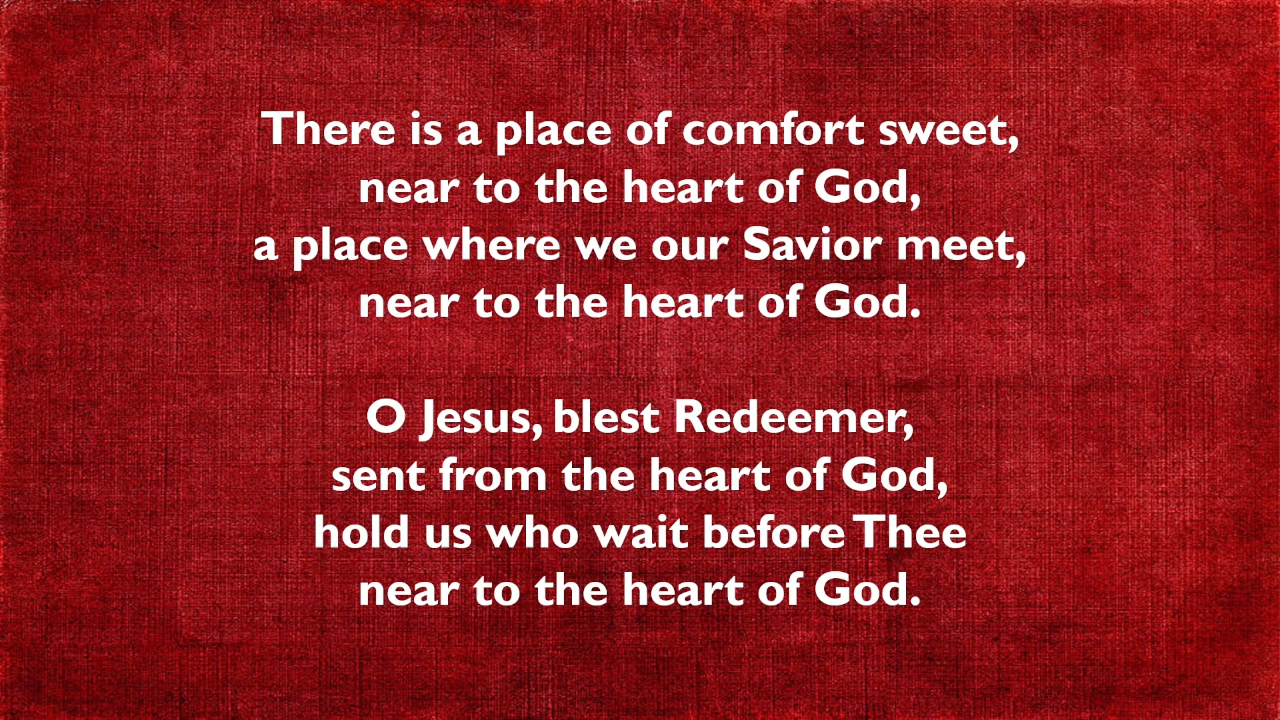 There is a place of comfort sweet,
near to the heart of God,
a place where we our Savior meet,
near to the heart of God.
O Jesus, blest Redeemer,
sent from the heart of God,
hold us who wait before Thee
near to the heart of God.